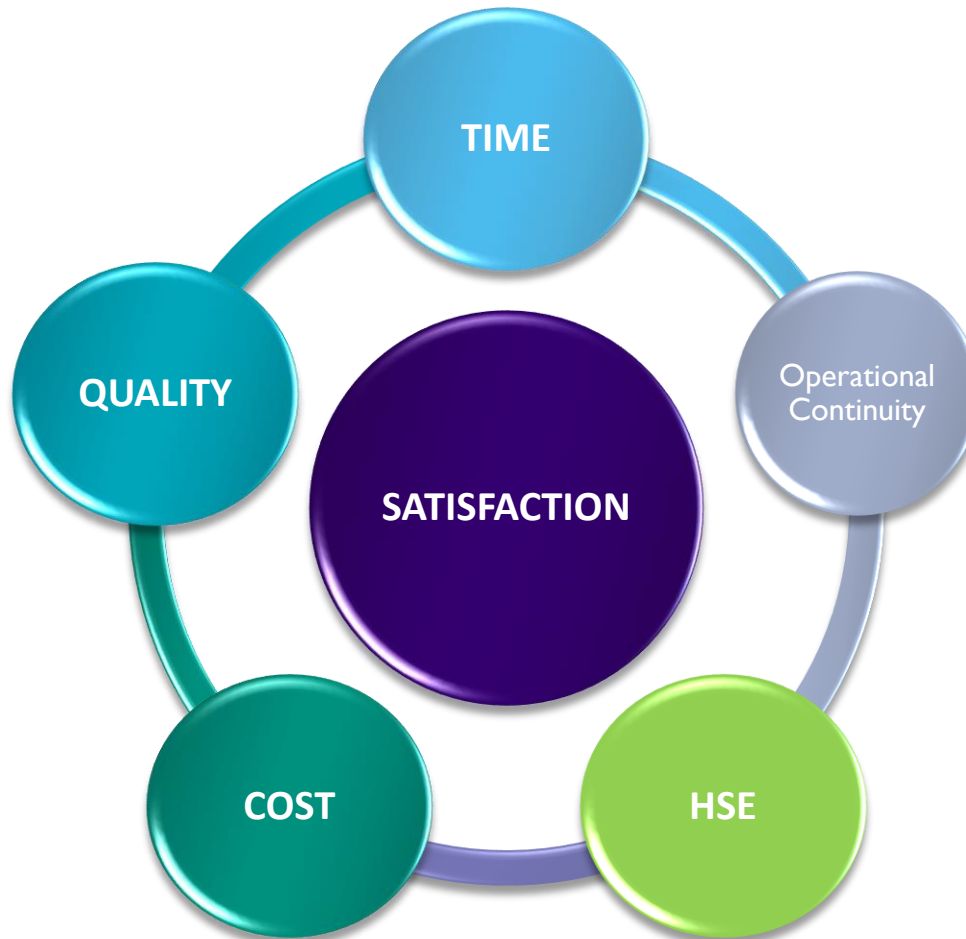 TIME
QUALITY
Operational
Continuity
SATISFACTION
COST
HSE